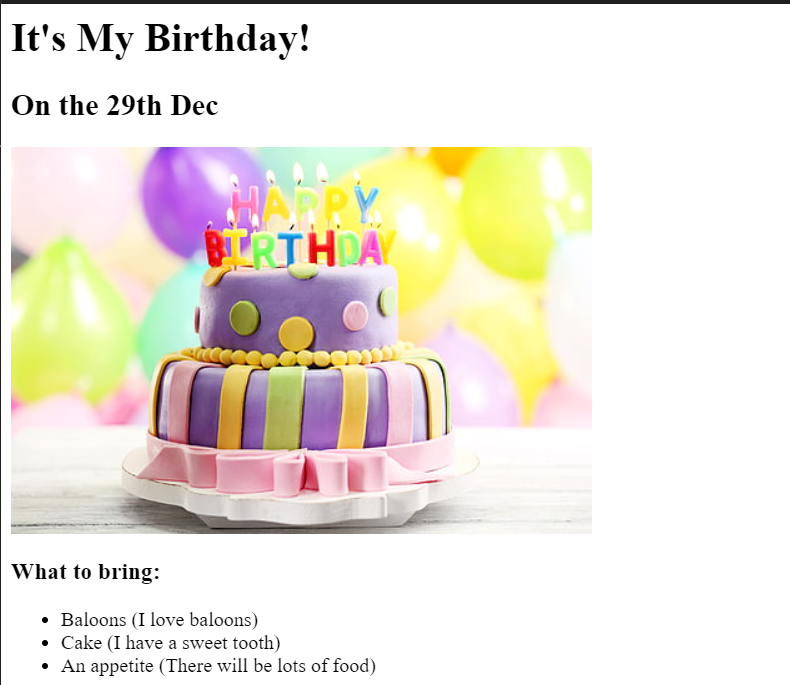 It's My Birthday!
On the 29th Dec
HAPPY
BIRTHDAY
What to bring:
Baloons (I love baloons)
Cake (I have a sweet tooth)
An appetite (There will be lots of food)